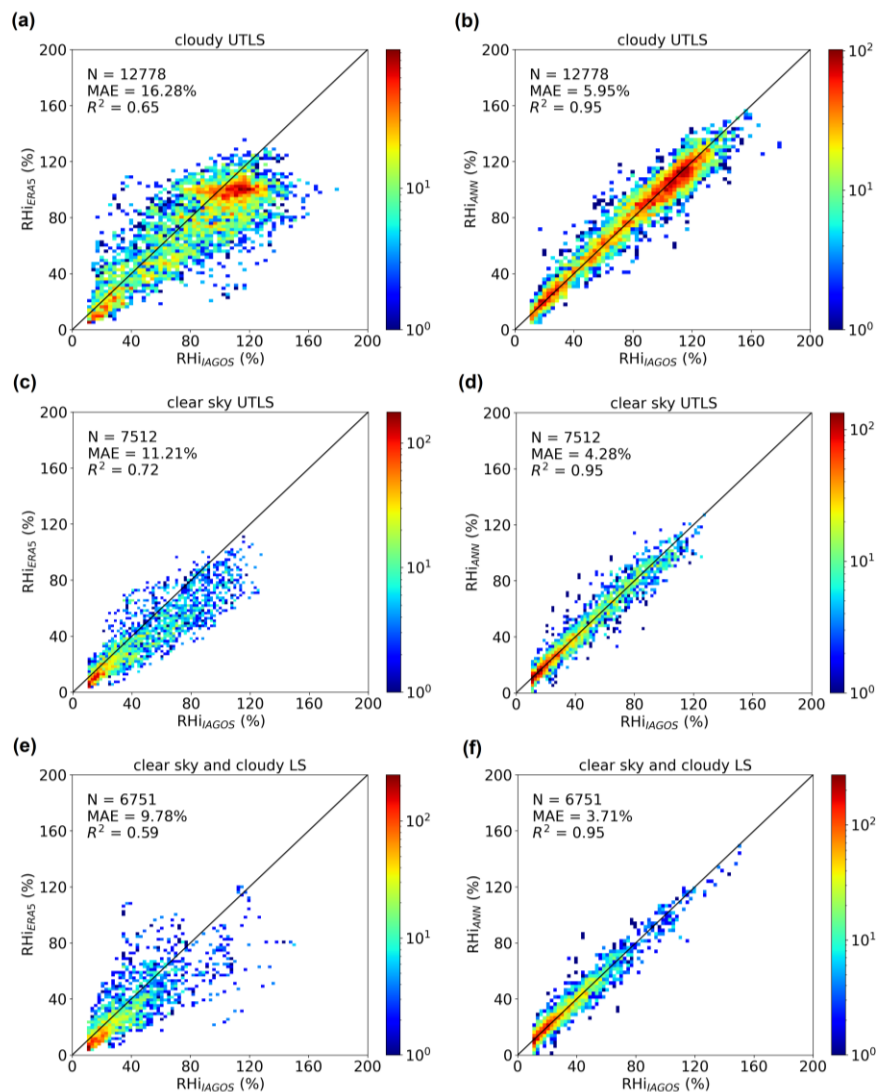 (a)
cloudy UTLS
N = 12778
MAE = 16.28%
R² = 0.65
200
160
120
80
40
0
RHi_ERA5 (%)
0 40 80 120 160 200
RHi_IAGOS (%)
10¹
10⁰
(b)
cloudy UTLS
N = 12778
MAE = 5.95%
R² = 0.95
200
160
120
80
40
0
RHi_ANN (%)
0 40 80 120 160 200
RHi_IAGOS (%)
10²
10¹
10⁰
(c)
clear sky UTLS
N = 7512
MAE = 11.21%
R² = 0.72
200
160
120
80
40
0
RHi_ERA5 (%)
0 40 80 120 160 200
RHi_IAGOS (%)
10²
10¹
10⁰
(d)
clear sky UTLS
N = 7512
MAE = 4.28%
R² = 0.95
200
160
120
80
40
0
RHi_ANN (%)
0 40 80 120 160 200
RHi_IAGOS (%)
10²
10¹
10⁰
(e)
clear sky and cloudy LS
N = 6751
MAE = 9.78%
R² = 0.59
200
160
120
80
40
0
RHi_ERA5 (%)
0 40 80 120 160 200
RHi_IAGOS (%)
10²
10¹
10⁰
(f)
clear sky and cloudy LS
N = 6751
MAE = 3.71%
R² = 0.95
200
160
120
80
40
0
RHi_ANN (%)
0 40 80 120 160 200
RHi_IAGOS (%)
10²
10¹
10⁰